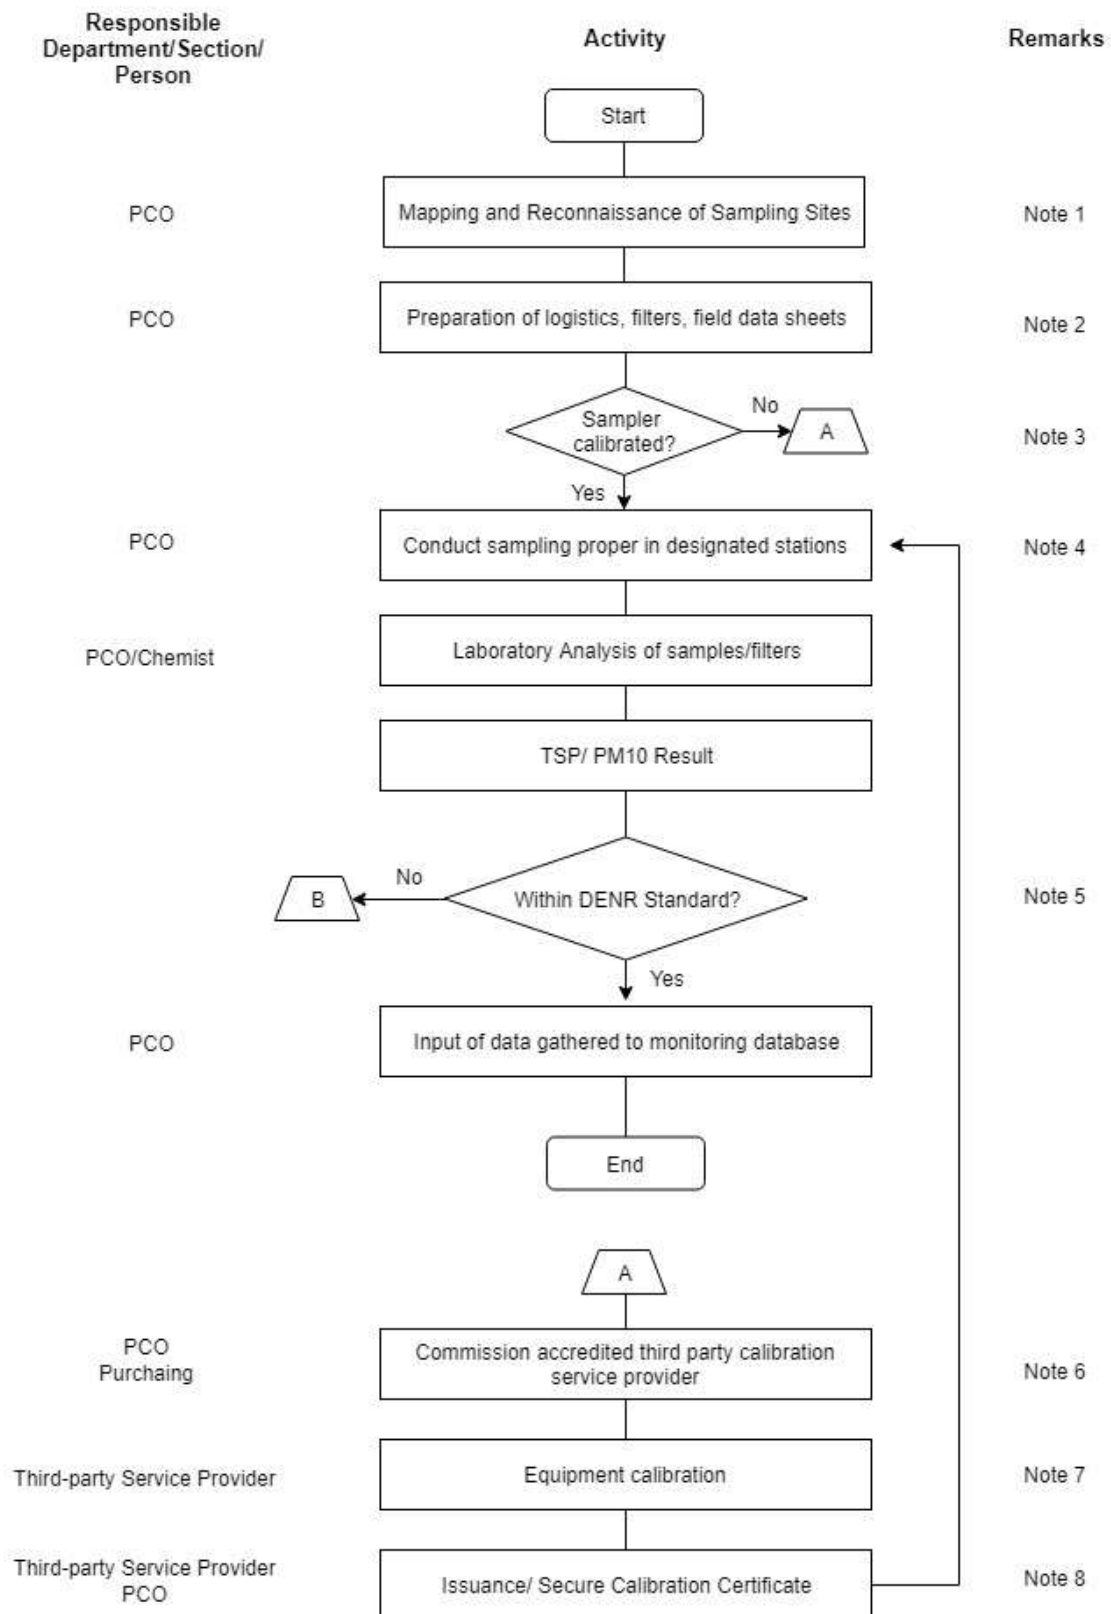 Responsible
Department/Section/
Person
Activity
Remarks
Start
PCO
Mapping and Reconnaissance of Sampling Sites
Note 1
PCO
Preparation of logistics, filters, field data sheets
Note 2
Sampler
calibrated?
No
A
Note 3
Yes
PCO
Conduct sampling proper in designated stations
Note 4
PCO/Chemist
Laboratory Analysis of samples/filters
TSP/ PM10 Result
B
No
Within DENR Standard?
Note 5
Yes
PCO
Input of data gathered to monitoring database
End
A
PCO
Purchaing
Commission accredited third party calibration
service provider
Note 6
Third-party Service Provider
Equipment calibration
Note 7
Third-party Service Provider
PCO
Issuance/ Secure Calibration Certificate
Note 8